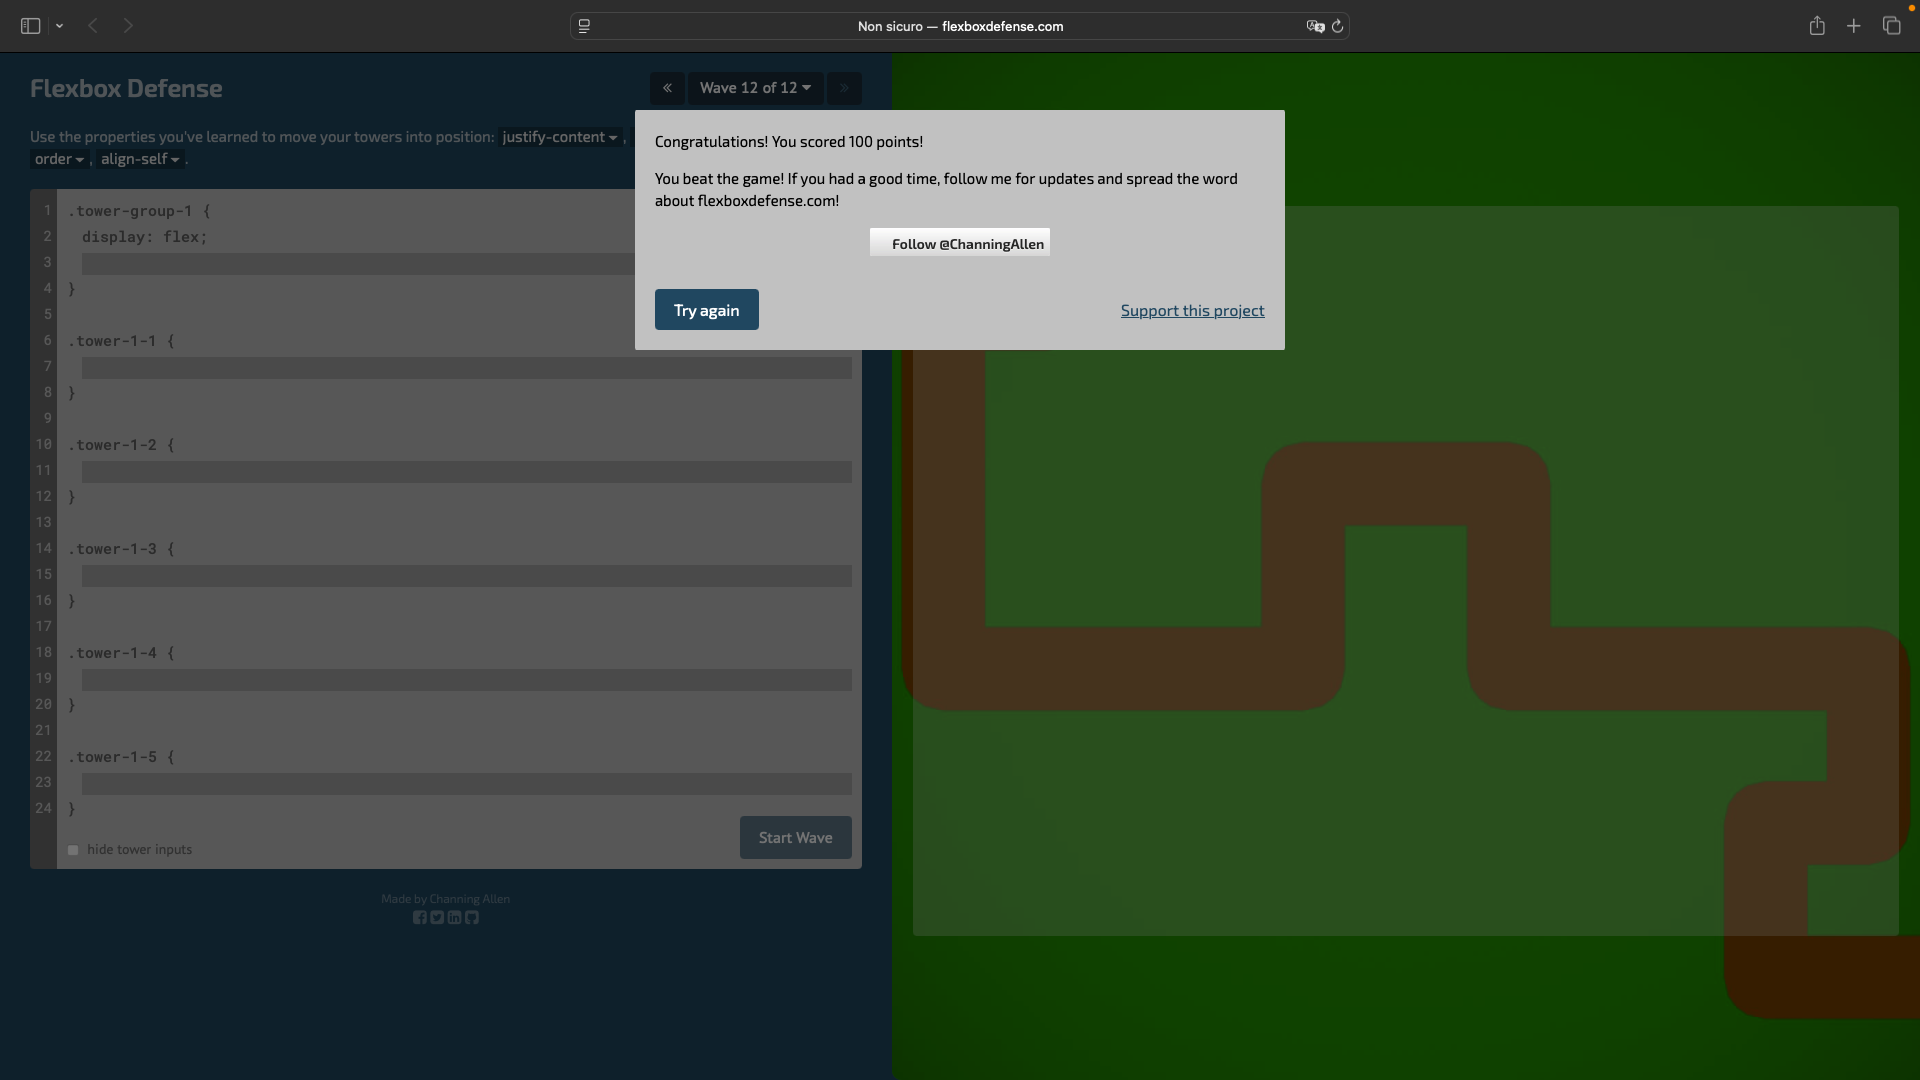 Non sicuro — flexboxdefense.com
Flexbox Defense
« Wave 12 of 12 »
Use the properties you've learned to move your towers into position: justify-content ,
order , align-self .
Congratulations! You scored 100 points!
You beat the game! If you had a good time, follow me for updates and spread the word
about flexboxdefense.com!
Follow @ChanningAllen
Try again
Support this project
1 .tower-group-1 {
2 display: flex;
3
4 }
5
6 .tower-1-1 {
7
8 }
9
10 .tower-1-2 {
11
12 }
13
14 .tower-1-3 {
15
16 }
17
18 .tower-1-4 {
19
20 }
21
22 .tower-1-5 {
23
24 }
hide tower inputs
Start Wave
Made by Channing Allen